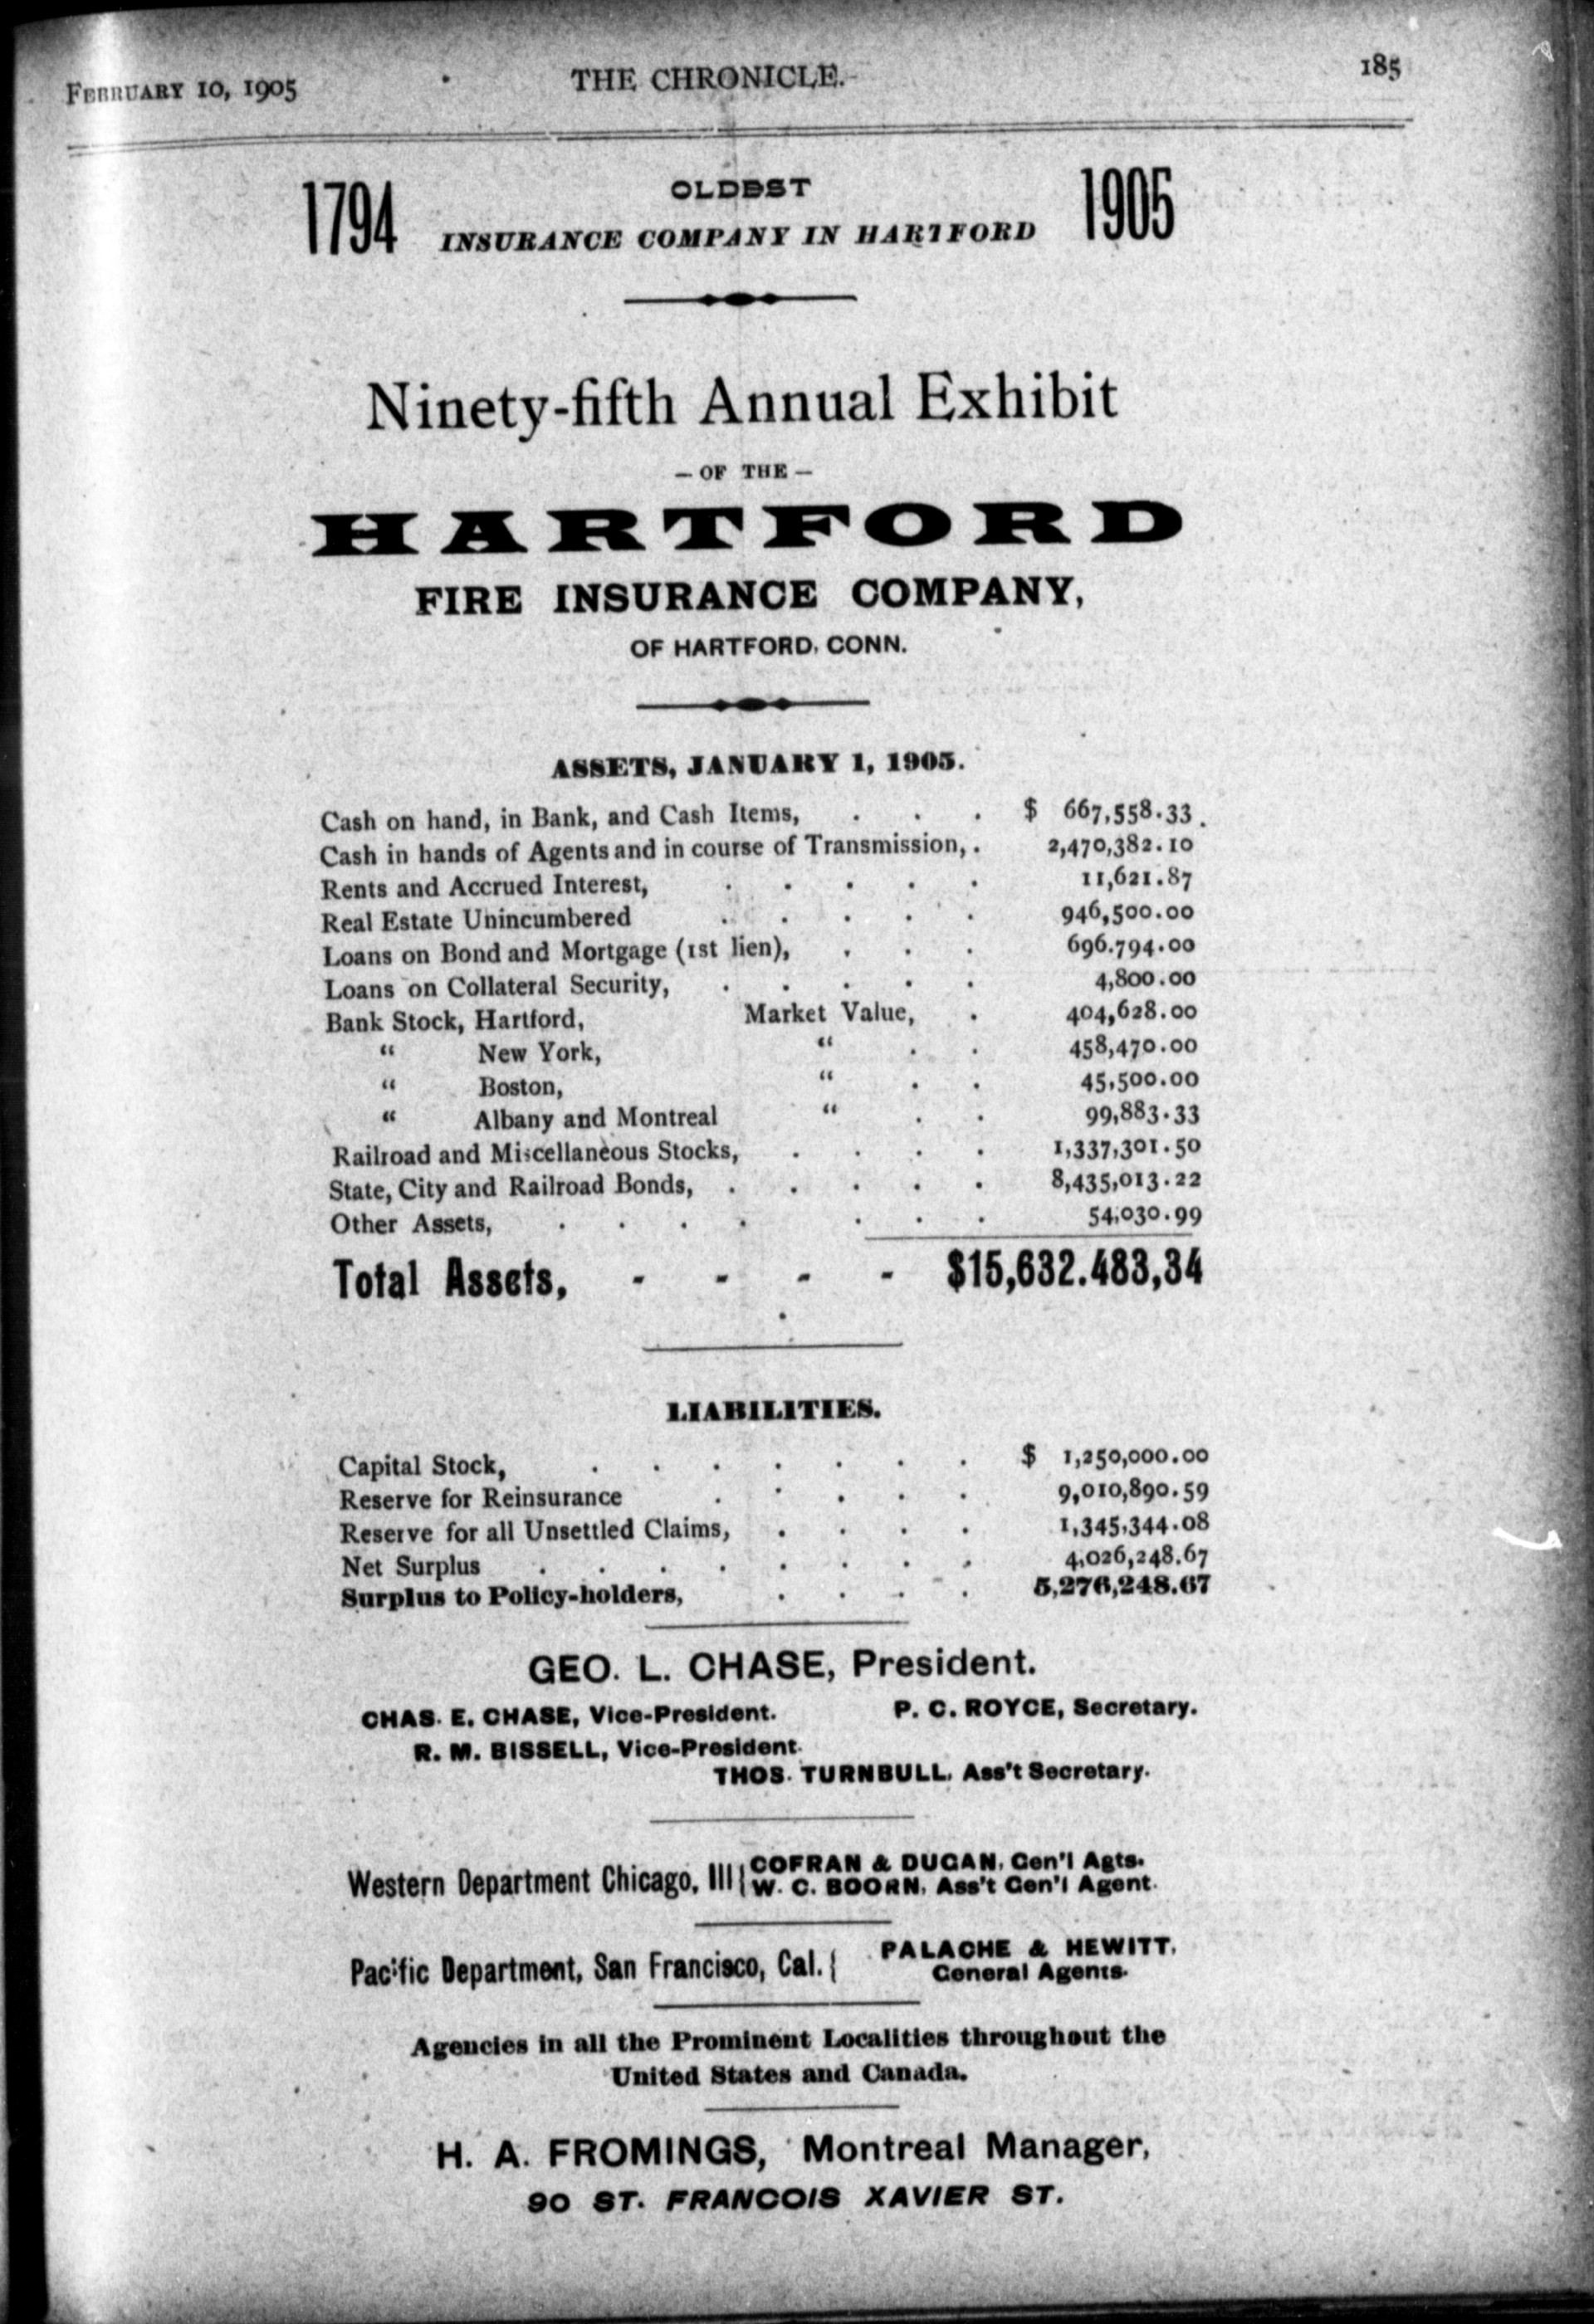 FEBRUARY 10, 1905 THE CHRONICLE. 185
1794 OLDEST 1905
INSURANCE COMPANY IN HARTFORD
Ninety-fifth Annual Exhibit
— OF THE —
HARTFORD
FIRE INSURANCE COMPANY,
OF HARTFORD, CONN.
ASSETS, JANUARY 1, 1905.
Cash on hand, in Bank, and Cash Items, . . . $ 667,558.33
Cash in hands of Agents and in course of Transmission, . 2,470,382.10
Rents and Accrued Interest, . . . . . 11,621.87
Real Estate Unincumbered . . . . . 946,500.00
Loans on Bond and Mortgage (1st lien), . . . 696.794.00
Loans on Collateral Security, . . . . . 4,800.00
Bank Stock, Hartford, Market Value, . 404,628.00
“ New York, “ . . 458,470.00
“ Boston, “ . . 45,500.00
“ Albany and Montreal “ . . 99,883.33
Railroad and Miscellaneous Stocks, . . . . 1,337,301.50
State, City and Railroad Bonds, . . . . . 8,435,013.22
Other Assets, . . . . . . . 54,030.99
Total Assets, - - - - $15,632.483,34
LIABILITIES.
Capital Stock, . . . . . . . $ 1,250,000.00
Reserve for Reinsurance . . . . . 9,010,890.59
Reserve for all Unsettled Claims, . . . . 1,345,344.08
Net Surplus . . . . . . . . 4,026,248.67
Surplus to Policy-holders, . . . . 5,276,248.67
GEO. L. CHASE, President.
CHAS. E. CHASE, Vice-President. P. C. ROYCE, Secretary.
R. M. BISSELL, Vice-President.
THOS. TURNBULL, Ass't Secretary.
Western Department Chicago, Ill { COFRAN & DUGAN, Gen'l Agts.
W. C. BOORN, Ass't Gen'l Agent.
Pacific Department, San Francisco, Cal. { PALACHE & HEWITT,
General Agents.
Agencies in all the Prominent Localities throughout the
United States and Canada.
H. A. FROMINGS, Montreal Manager,
90 ST. FRANCOIS XAVIER ST.